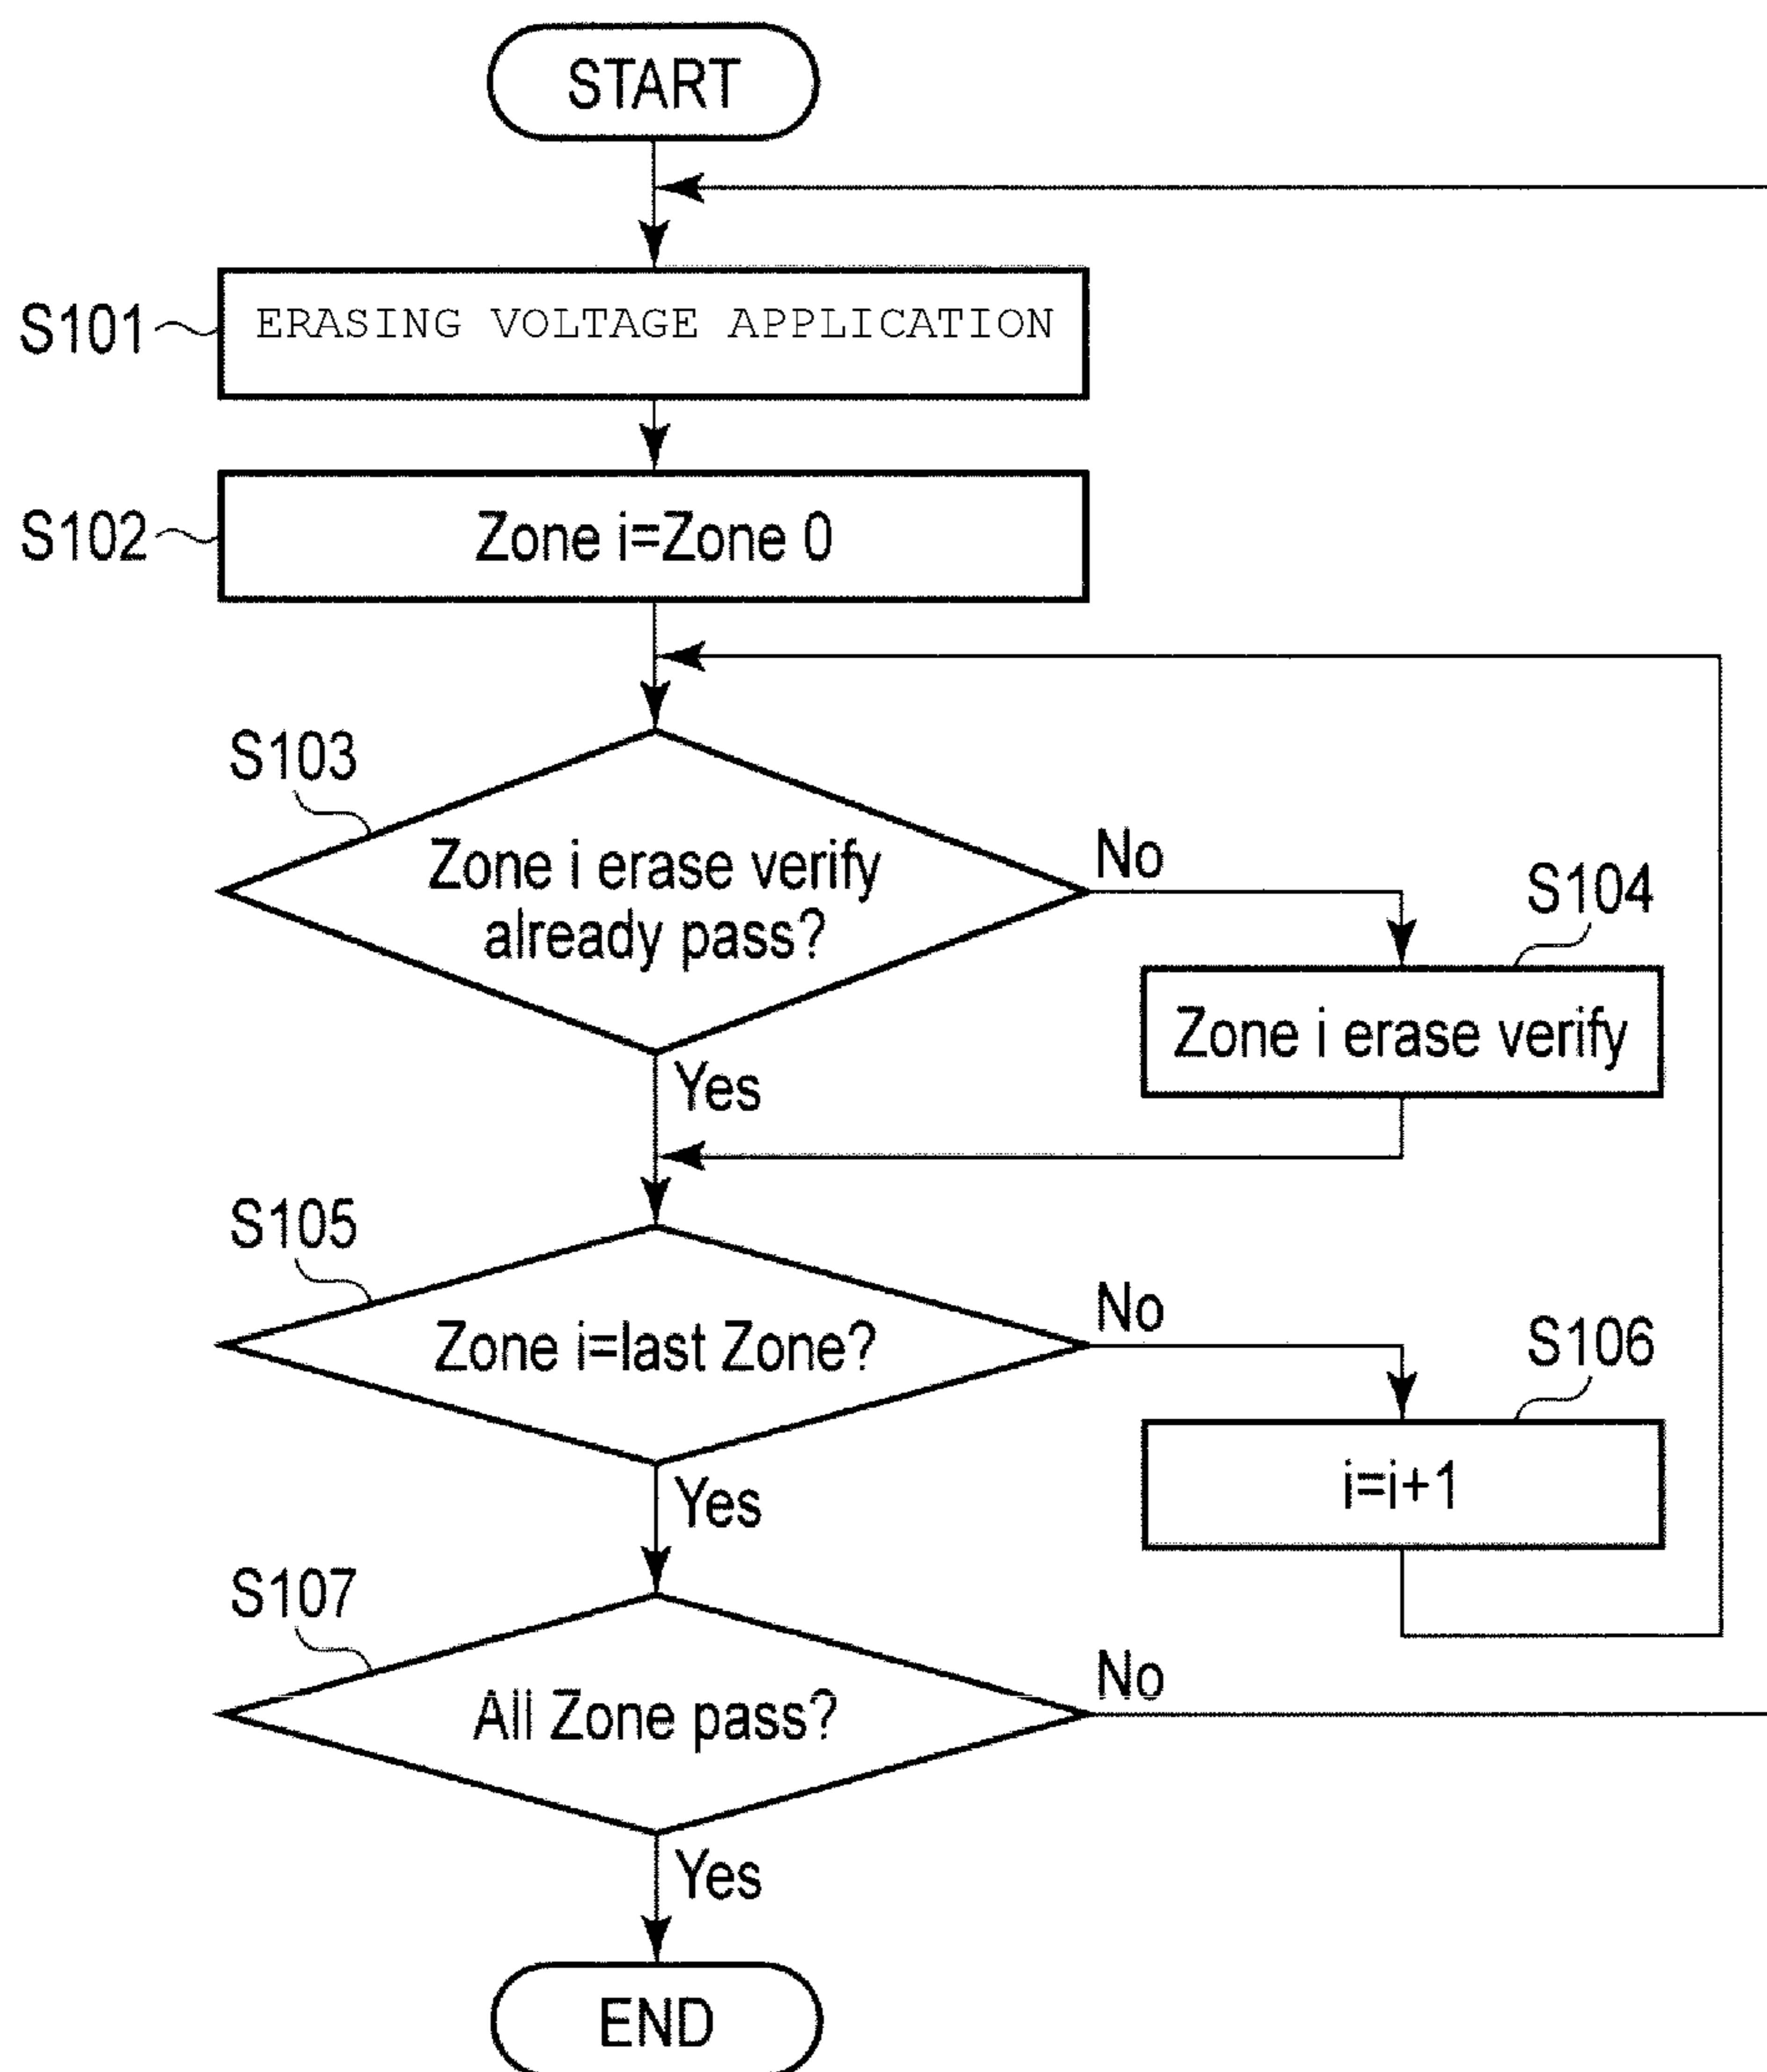 START
S101
ERASING VOLTAGE APPLICATION
S102
Zone i=Zone 0
S103
Zone i erase verify
already pass?
No
S104
Zone i erase verify
Yes
S105
Zone i=last Zone?
No
S106
i=i+1
Yes
S107
All Zone pass?
No
Yes
END